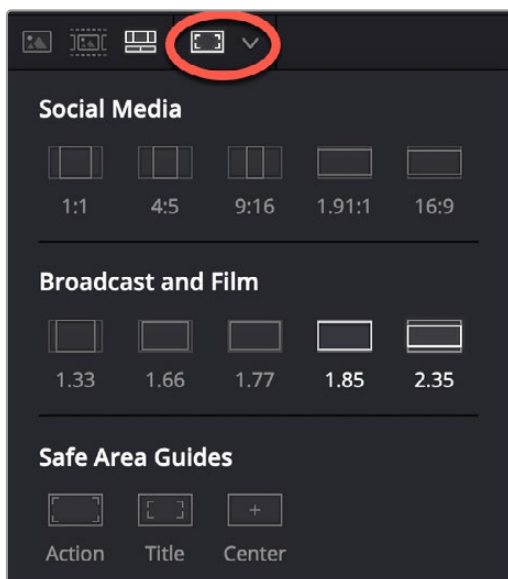 Social Media
1:1 4:5 9:16 1.91:1 16:9
Broadcast and Film
1.33 1.66 1.77 1.85 2.35
Safe Area Guides
Action Title Center